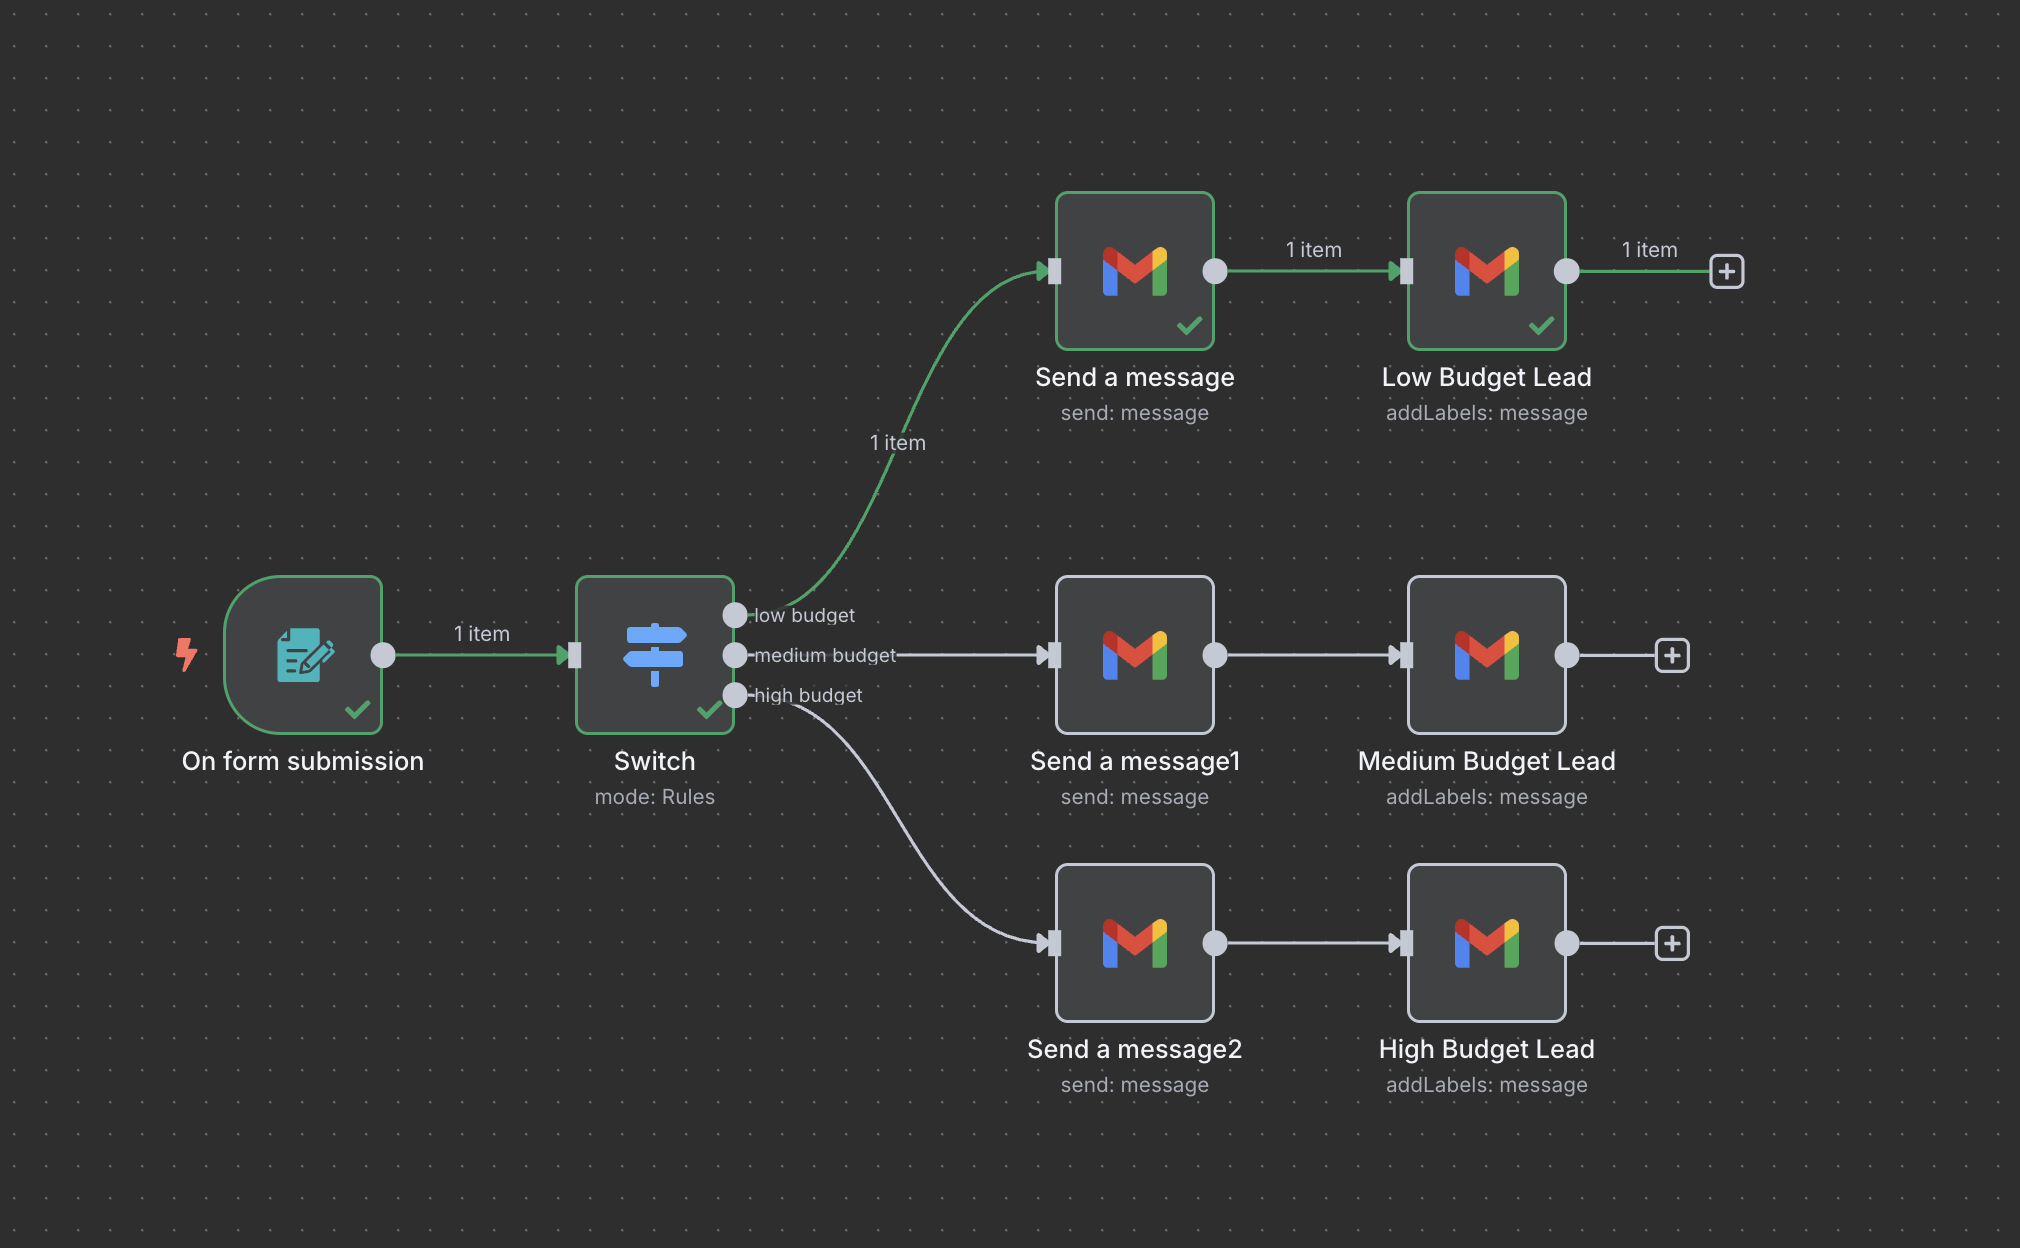 1 item
1 item
Send a message
send: message
Low Budget Lead
addLabels: message
1 item
1 item
low budget
medium budget
high budget
On form submission
Switch
mode: Rules
Send a message1
send: message
Medium Budget Lead
addLabels: message
Send a message2
send: message
High Budget Lead
addLabels: message